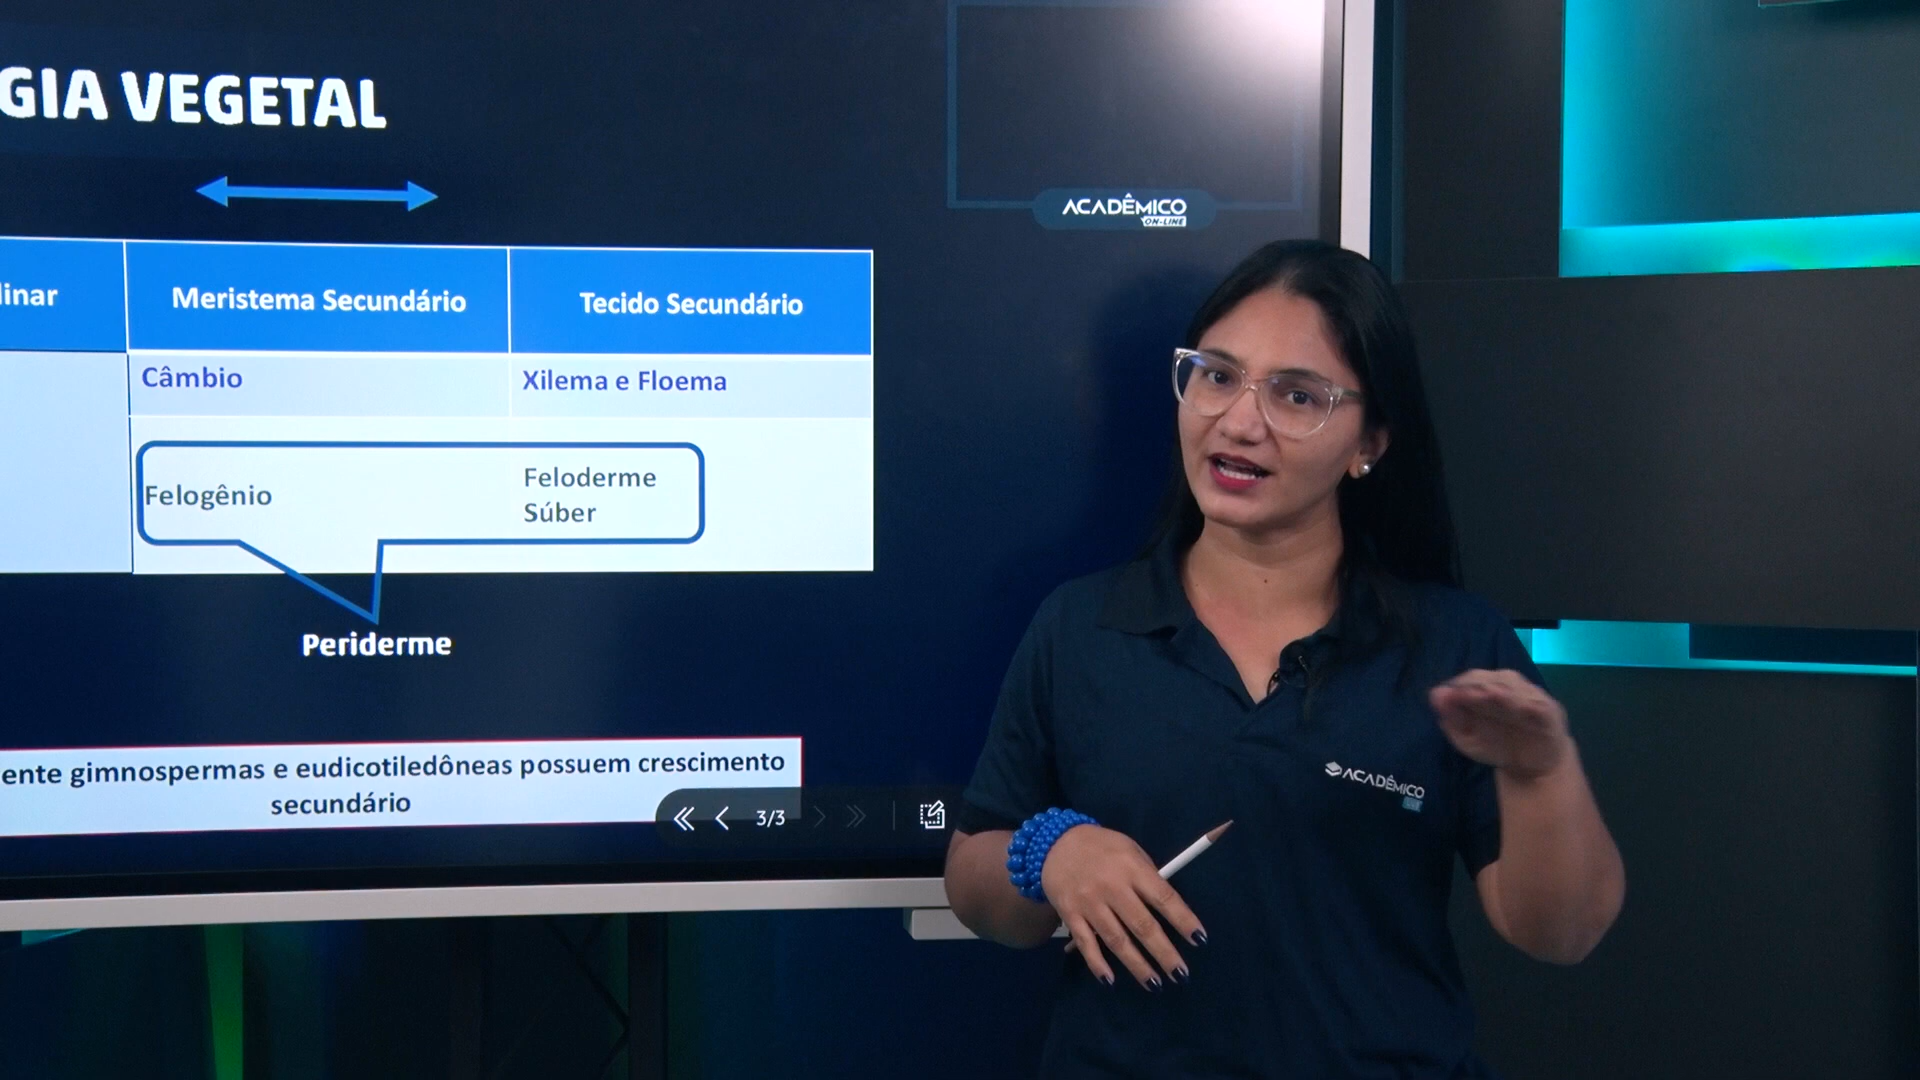 GIA VEGETAL
ACADÊMICO
ON-LINE
linar
Meristema Secundário
Tecido Secundário
Câmbio
Xilema e Floema
Felogênio
Feloderme
Súber
Periderme
ente gimnospermas e eudicotiledôneas possuem crescimento
secundário
3/3
ACADÊMICO